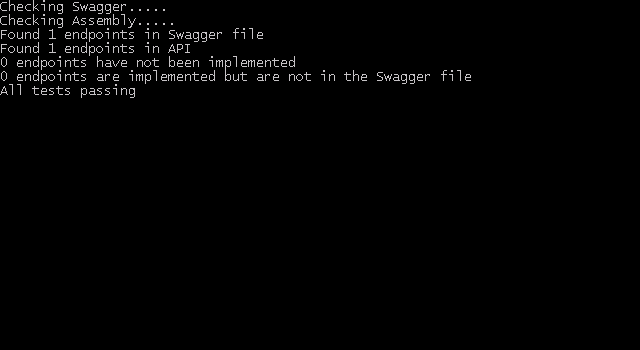 Checking Swagger.....
Checking Assembly.....
Found 1 endpoints in Swagger file
Found 1 endpoints in API
0 endpoints have not been implemented
0 endpoints are implemented but are not in the Swagger file
All tests passing